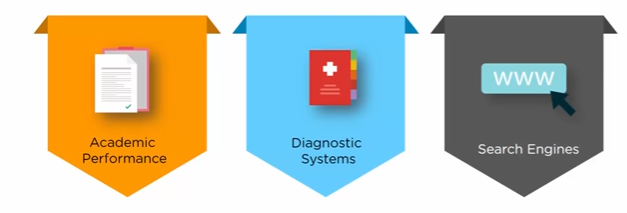 WWW
Academic
Performance
Diagnostic
Systems
Search Engines